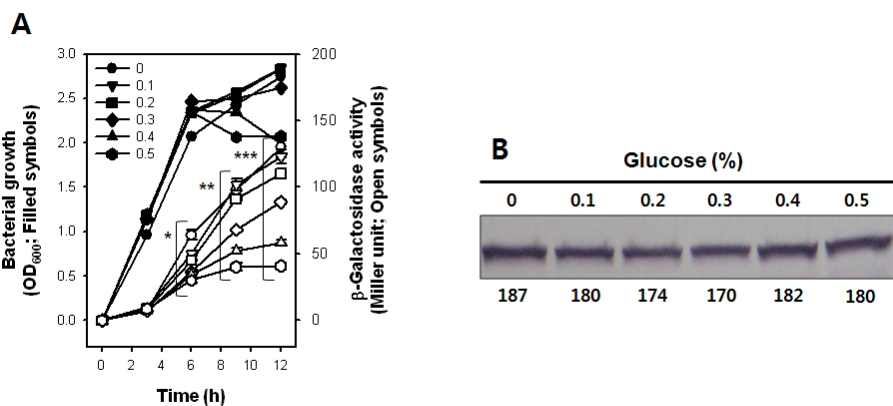 A
Bacterial growth
(OD600; Filled symbols)
3.0
2.5
2.0
1.5
1.0
0.5
0.0
0
0.1
0.2
0.3
0.4
0.5
*
**
***
200
150
100
50
0
β-Galactosidase activity
(Miller unit; Open symbols)
0 2 4 6 8 10 12
Time (h)
B
Glucose (%)
0 0.1 0.2 0.3 0.4 0.5
187 180 174 170 182 180